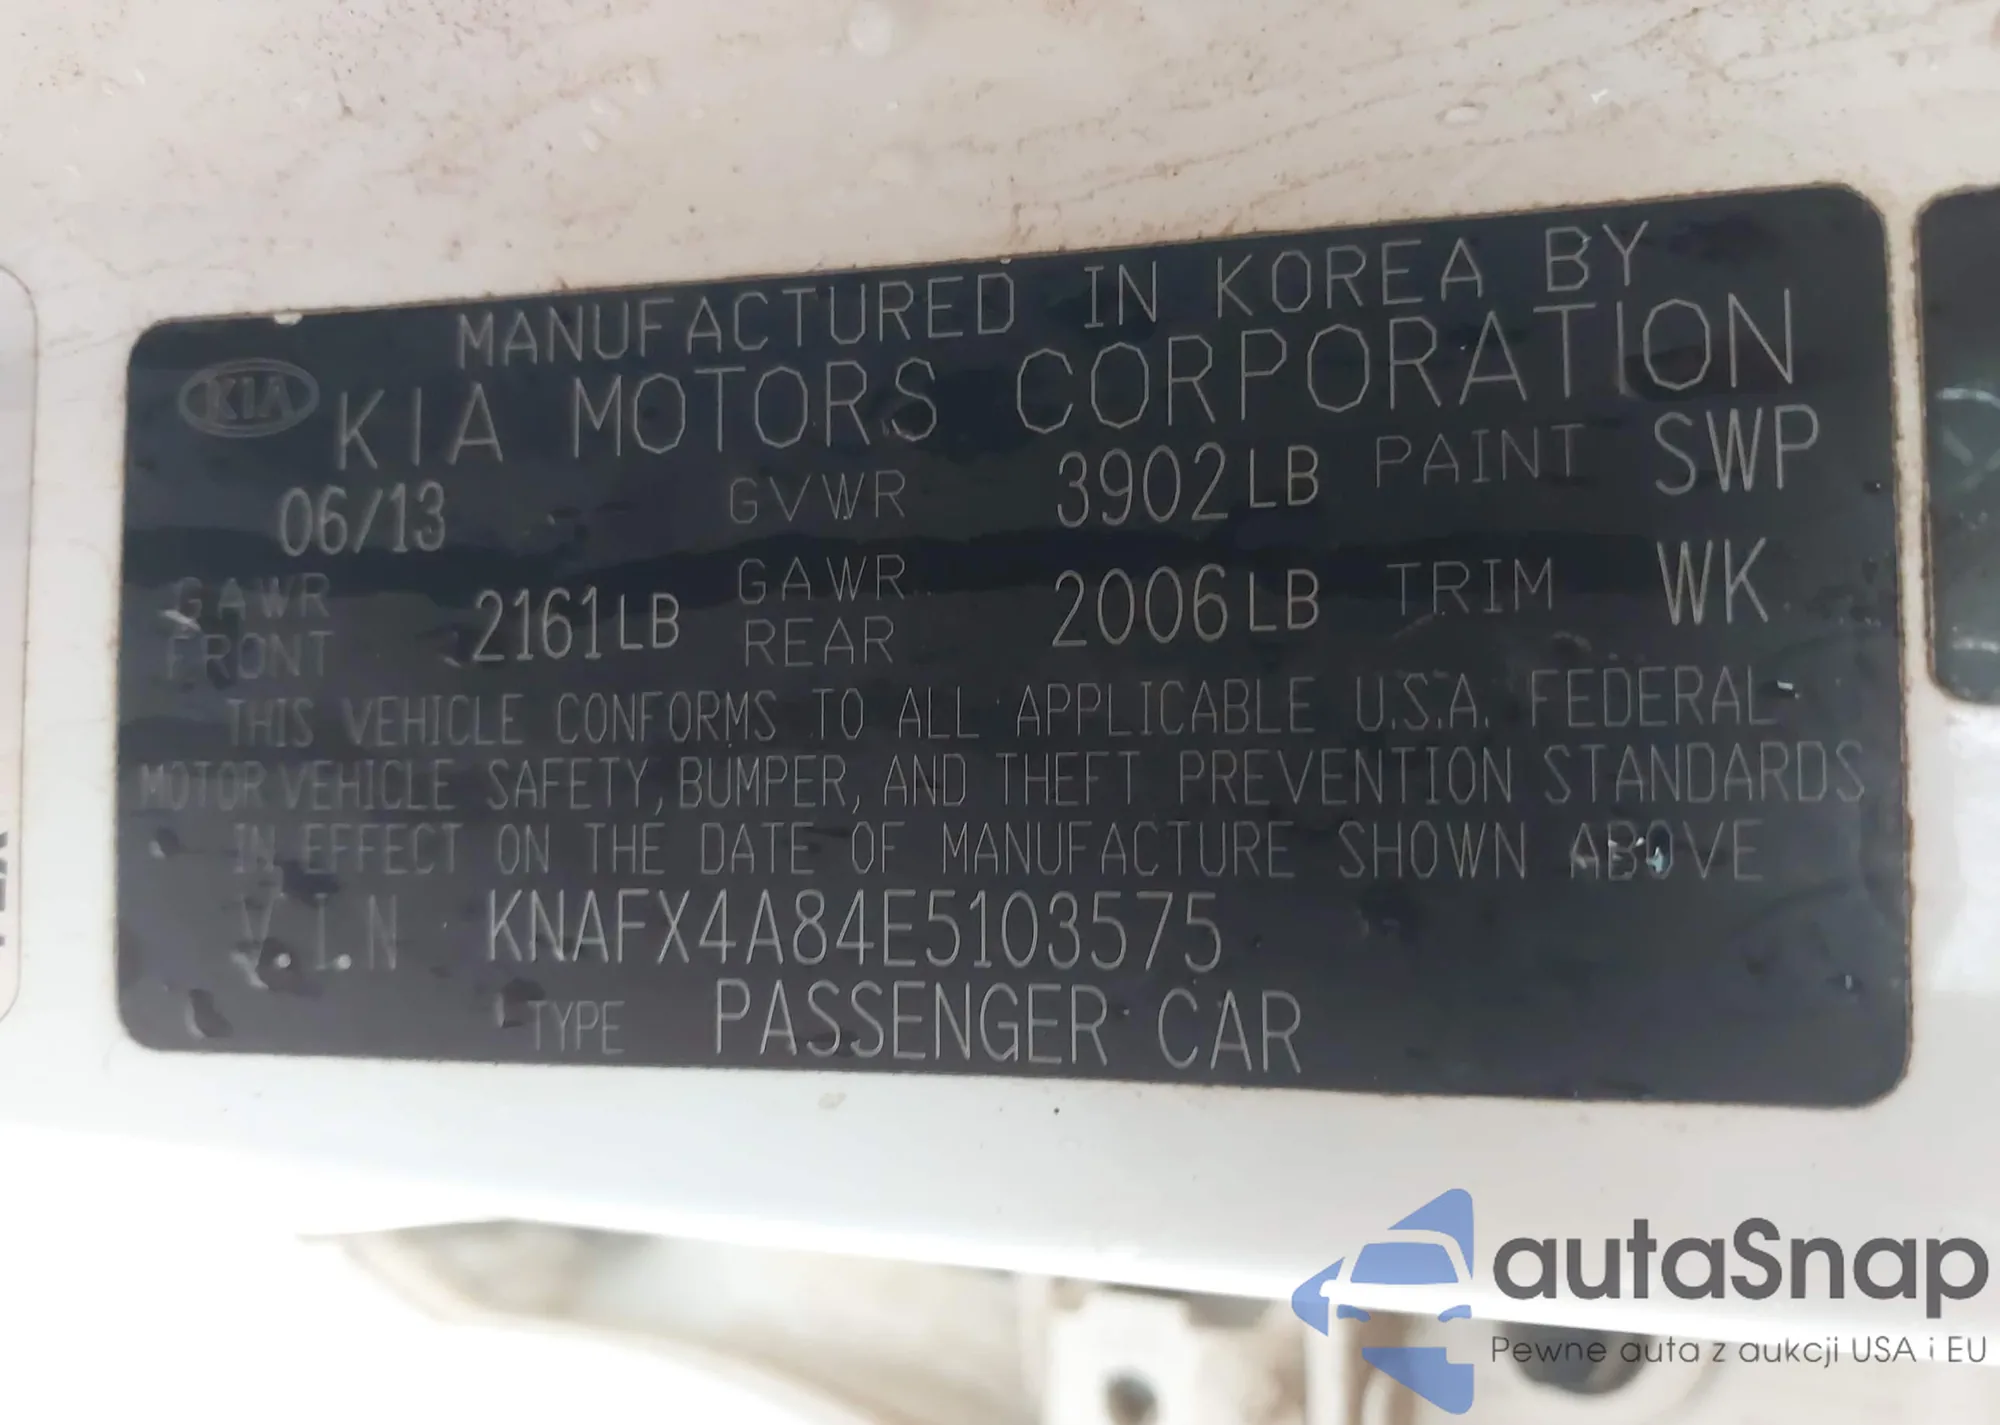 MANUFACTURED IN KOREA BY
KIA KIA MOTORS CORPORATION
06/13 GVWR 3902LB PAINT SWP
GAWR FRONT 2161LB GAWR REAR 2006LB TRIM WK
THIS VEHICLE CONFORMS TO ALL APPLICABLE U.S.A. FEDERAL
MOTOR VEHICLE SAFETY, BUMPER, AND THEFT PREVENTION STANDARDS
IN EFFECT ON THE DATE OF MANUFACTURE SHOWN ABOVE
V.I.N KNAFX4A84E5103575
TYPE PASSENGER CAR
autaSnap
Pewne auta z aukcji USA i EU